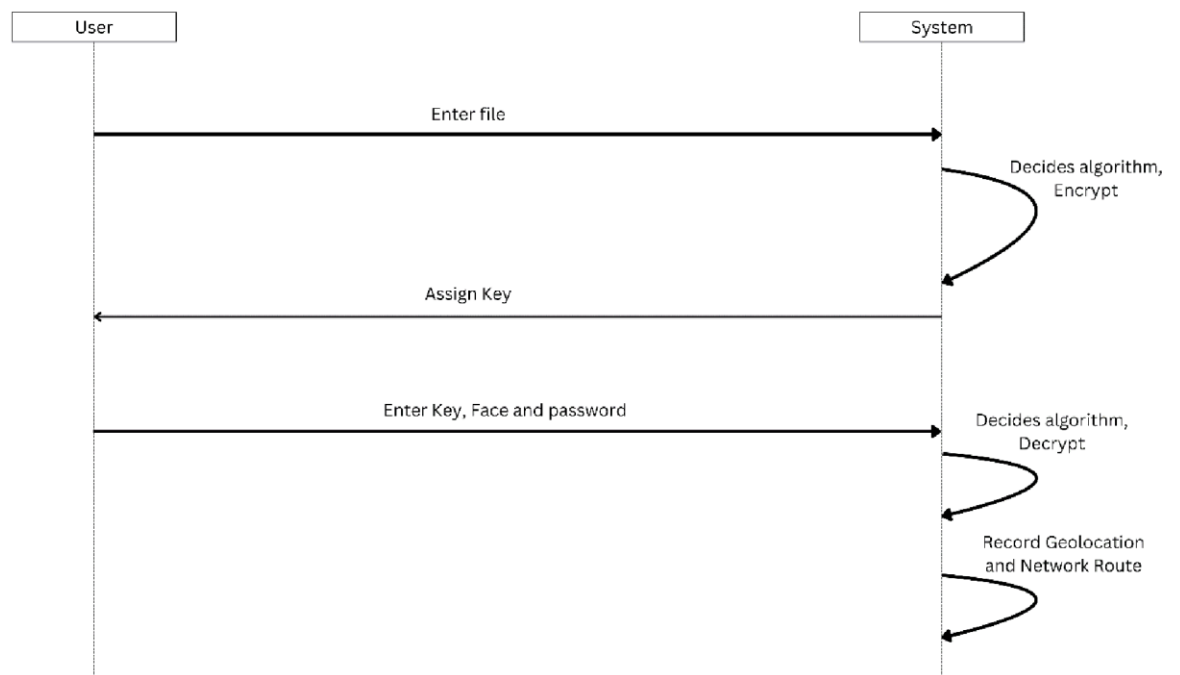 User
System
Enter file
Decides algorithm,
Encrypt
Assign Key
Enter Key, Face and password
Decides algorithm,
Decrypt
Record Geolocation
and Network Route